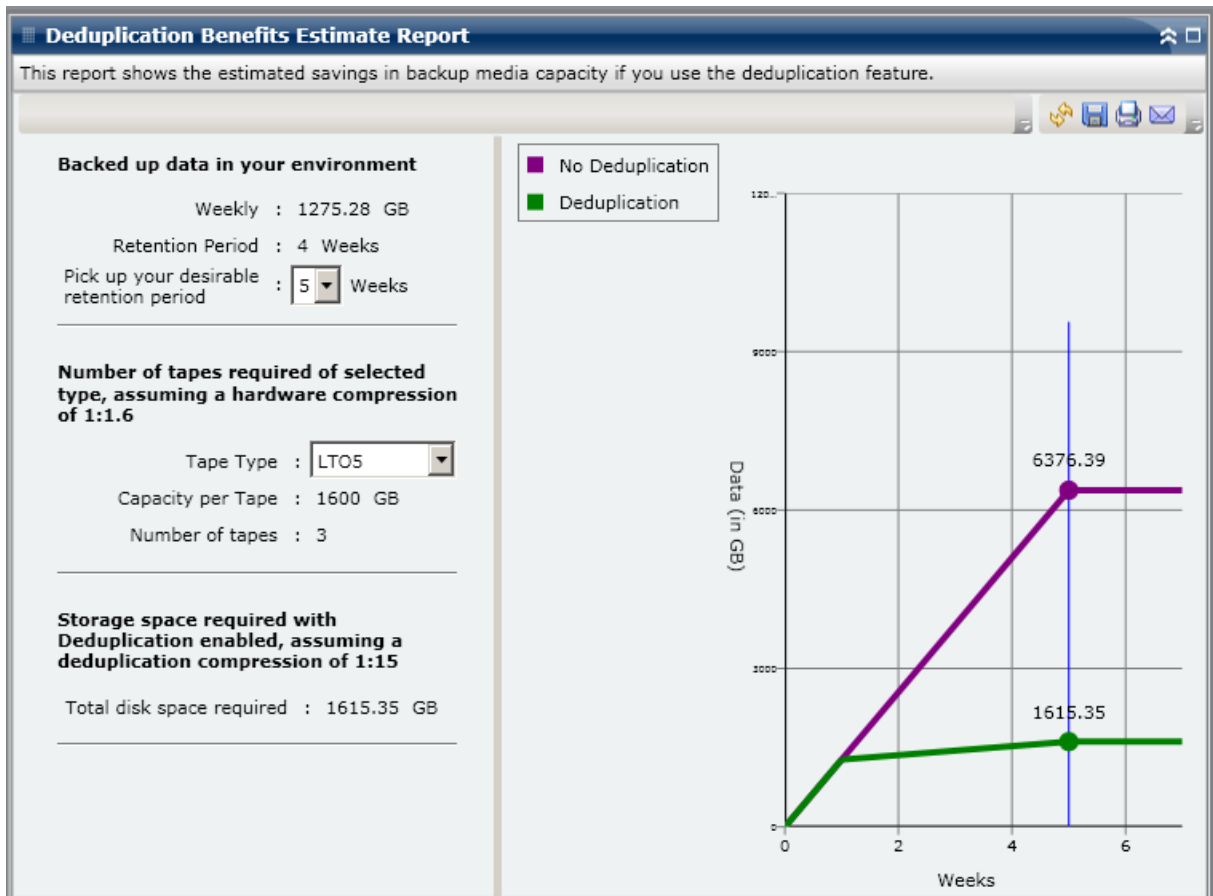 Deduplication Benefits Estimate Report
This report shows the estimated savings in backup media capacity if you use the deduplication feature.
Backed up data in your environment
Weekly : 1275.28 GB
Retention Period : 4 Weeks
Pick up your desirable
retention period : 5 Weeks
Number of tapes required of selected
type, assuming a hardware compression
of 1:1.6
Tape Type : LTO5
Capacity per Tape : 1600 GB
Number of tapes : 3
Storage space required with
Deduplication enabled, assuming a
deduplication compression of 1:15
Total disk space required : 1615.35 GB
No Deduplication
Deduplication
120...
9000
6000
3000
0
Data (in GB)
6376.39
1615.35
0 2 4 6
Weeks